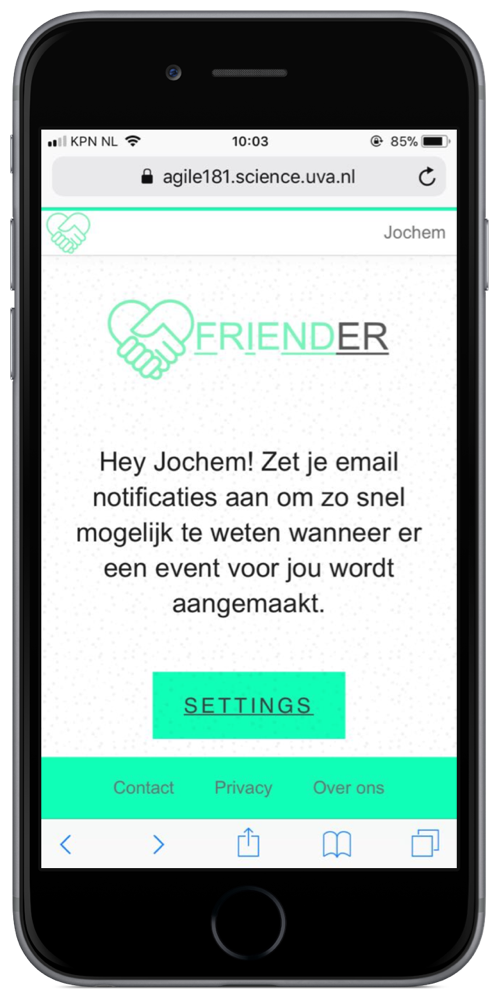 KPN NL 10:03 85%
agile181.science.uva.nl
Jochem
FRIENDER
Hey Jochem! Zet je email
notificaties aan om zo snel
mogelijk te weten wanneer er
een event voor jou wordt
aangemaakt.
SETTINGS
Contact Privacy Over ons